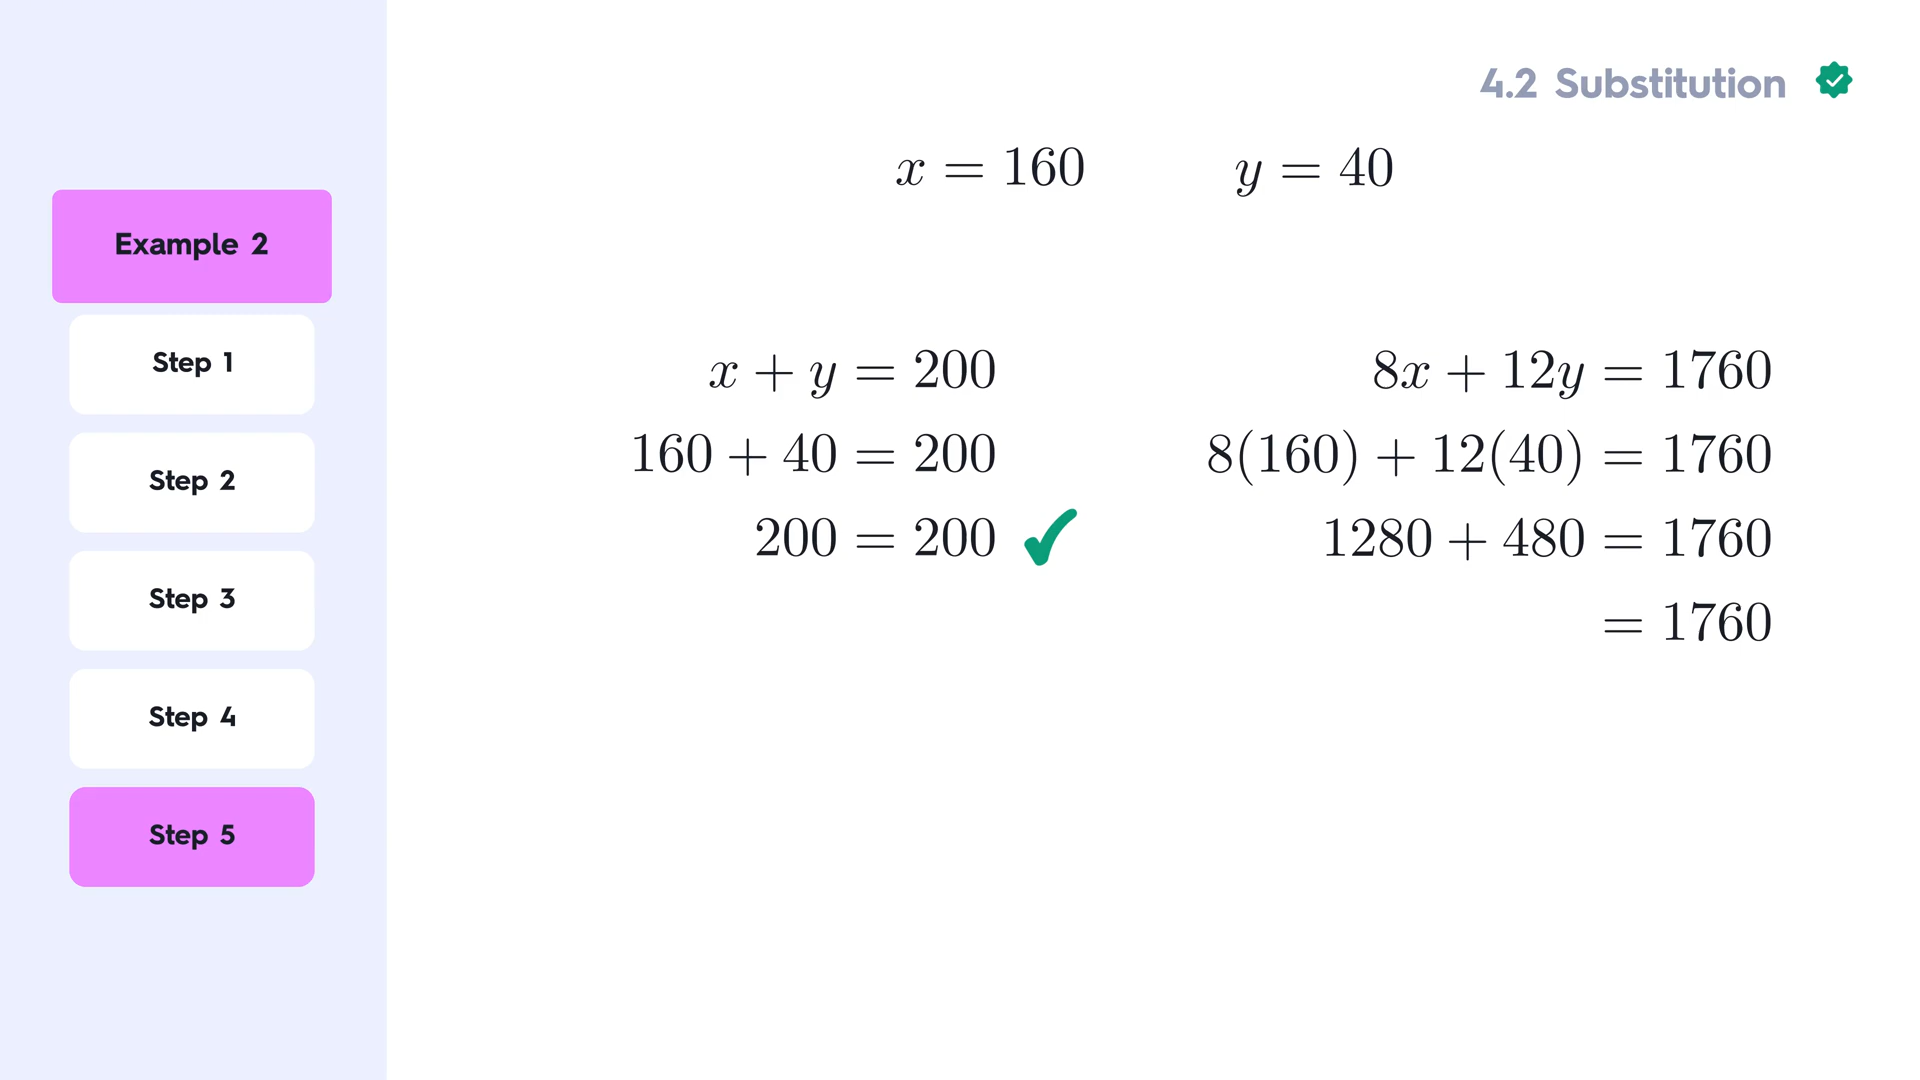 4.2 Substitution
x = 160
y = 40
Example 2
Step 1
Step 2
Step 3
Step 4
Step 5
x + y = 200
160 + 40 = 200
200 = 200
8x + 12y = 1760
8(160) + 12(40) = 1760
1280 + 480 = 1760
= 1760